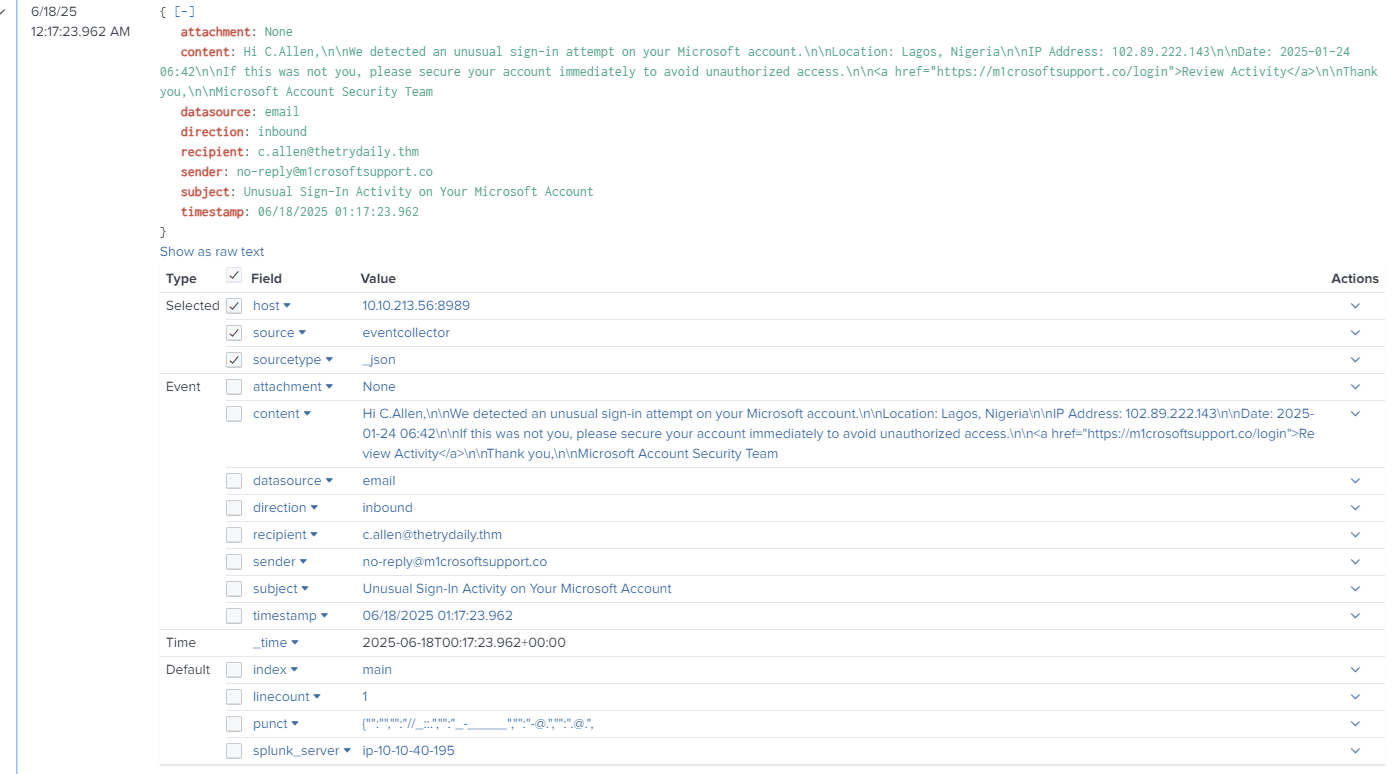 6/18/25
12:17:23.962 AM
{ [-]
attachment: None
content: Hi C.Allen,\n\nWe detected an unusual sign-in attempt on your Microsoft account.\n\nLocation: Lagos, Nigeria\n\nIP Address: 102.89.222.143\n\nDate: 2025-01-24
06:42\n\nIf this was not you, please secure your account immediately to avoid unauthorized access.\n\n<a href="https://m1crosoftsupport.co/login">Review Activity</a>\n\nThank
you,\n\nMicrosoft Account Security Team
datasource: email
direction: inbound
recipient: c.allen@thetrydaily.thm
sender: no-reply@m1crosoftsupport.co
subject: Unusual Sign-In Activity on Your Microsoft Account
timestamp: 06/18/2025 01:17:23.962
}
Show as raw text
Type Field Value Actions
Selected host 10.10.213.56:8989
source eventcollector
sourcetype _json
Event attachment None
content Hi C.Allen,\n\nWe detected an unusual sign-in attempt on your Microsoft account.\n\nLocation: Lagos, Nigeria\n\nIP Address: 102.89.222.143\n\nDate: 2025-
01-24 06:42\n\nIf this was not you, please secure your account immediately to avoid unauthorized access.\n\n<a href="https://m1crosoftsupport.co/login">Re
view Activity</a>\n\nThank you,\n\nMicrosoft Account Security Team
datasource email
direction inbound
recipient c.allen@thetrydaily.thm
sender no-reply@m1crosoftsupport.co
subject Unusual Sign-In Activity on Your Microsoft Account
timestamp 06/18/2025 01:17:23.962
Time _time 2025-06-18T00:17:23.962+00:00
Default index main
linecount 1
punct
splunk_server ip-10-10-40-195